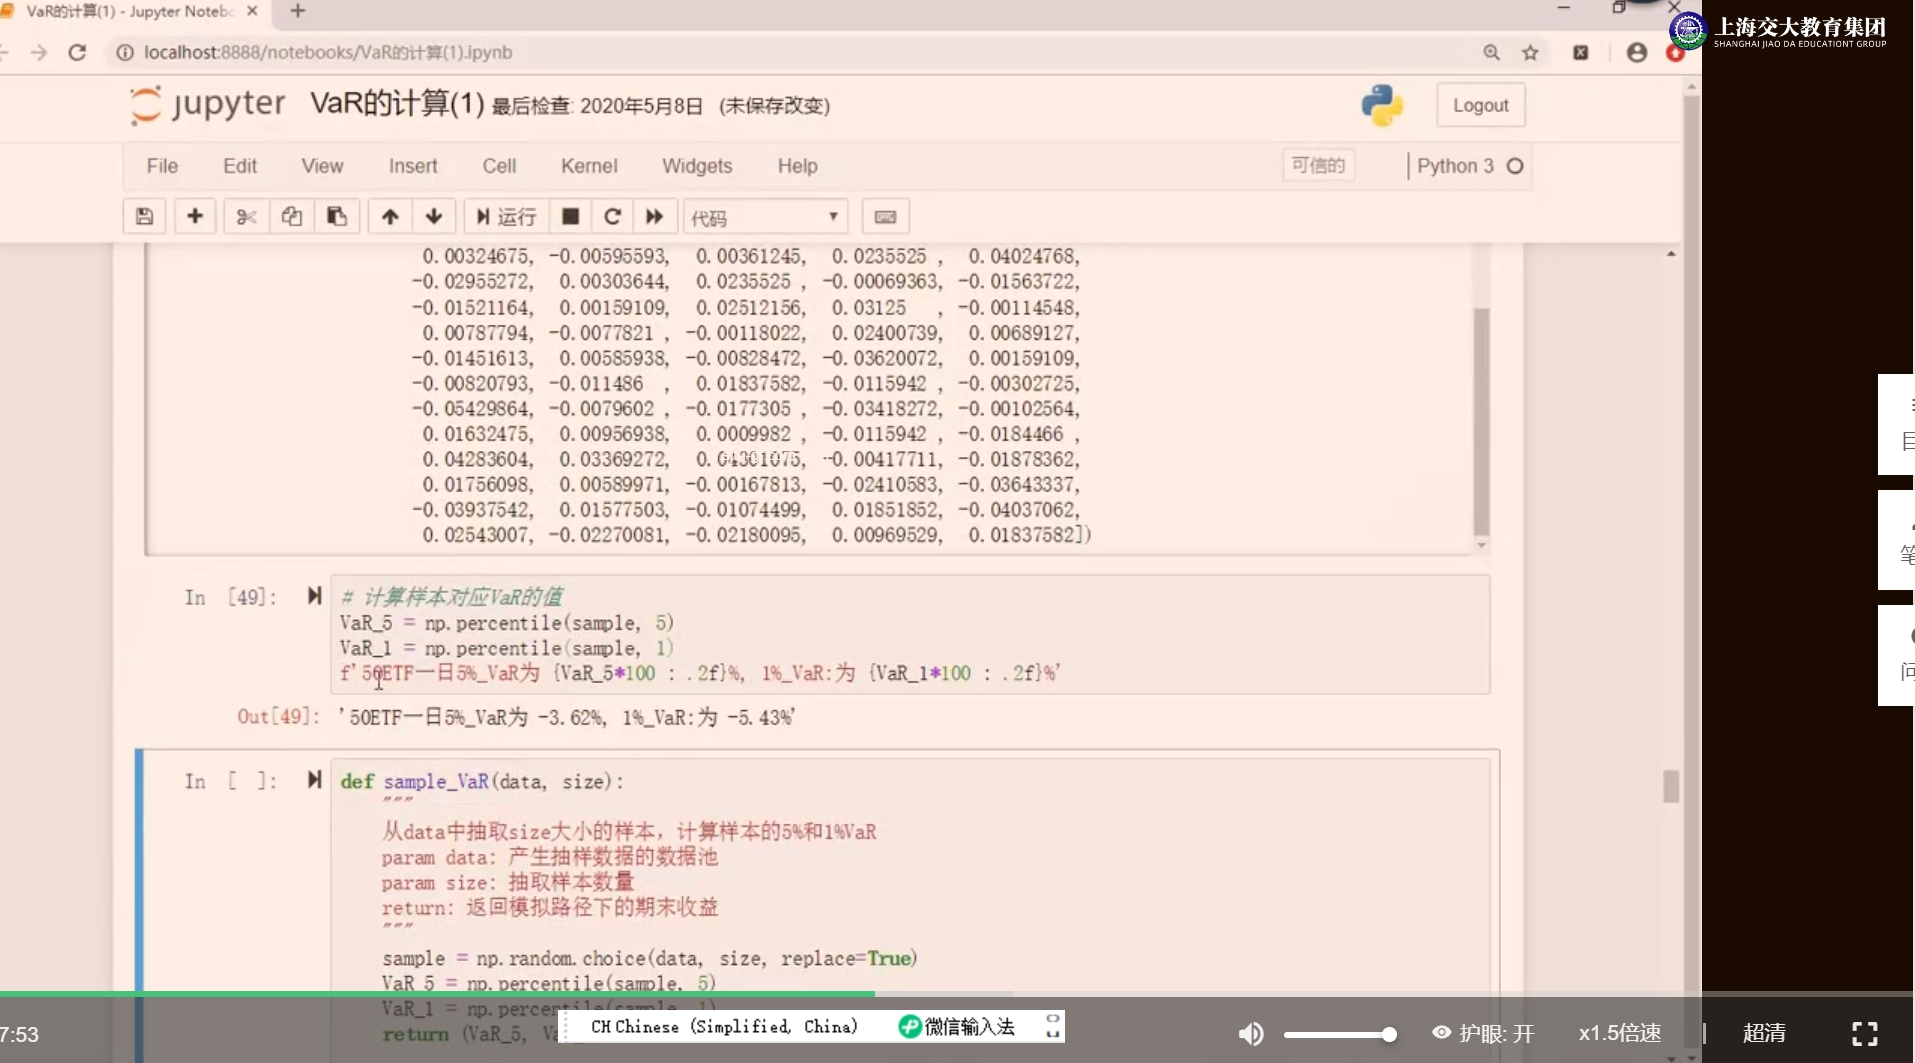 VaR的计算(1) - Jupyter Notebo
上海交大教育集团
SHANGHAI JIAO DA EDUCATIONT GROUP
localhost:8888/notebooks/VaR的计算(1).ipynb
jupyter VaR的计算(1) 最后检查: 2020年5月8日 (未保存改变)
Logout
File Edit View Insert Cell Kernel Widgets Help
可信的
Python 3
运行
代码
0.00324675, -0.00595593, 0.00361245, 0.0235525 , 0.04024768,
-0.02955272, 0.00303644, 0.0235525 , -0.00069363, -0.01563722,
-0.01521164, 0.00159109, 0.02512156, 0.03125 , -0.00114548,
0.00787794, -0.0077821 , -0.00118022, 0.02400739, 0.00689127,
-0.01451613, 0.00585938, -0.00828472, -0.03620072, 0.00159109,
-0.00820793, -0.011486 , 0.01837582, -0.0115942 , -0.00302725,
-0.05429864, -0.0079602 , -0.0177305 , -0.03418272, -0.00102564,
0.01632475, 0.00956938, 0.0009982 , -0.0115942 , -0.0184466 ,
0.04283604, 0.03369272, -0.00417711, -0.01878362,
0.01756098, 0.00589971, -0.00167813, -0.02410583, -0.03643337,
-0.03937542, 0.01577503, -0.01074499, 0.01851852, -0.04037062,
0.02543007, -0.02270081, -0.02180095, 0.00969529, 0.01837582])
In [49]:
# 计算样本对应VaR的值
VaR_5 = np.percentile(sample, 5)
VaR_1 = np.percentile(sample, 1)
f'50ETF一日5%_VaR为 {VaR_5*100 : .2f}%, 1%_VaR:为 {VaR_1*100 : .2f}%'
Out[49]: '50ETF一日5%_VaR为 -3.62%, 1%_VaR:为 -5.43%'
In [ ]:
def sample_VaR(data, size):
"""
从data中抽取size大小的样本，计算样本的5%和1%VaR
param data: 产生抽样数据的数据池
param size: 抽取样本数量
return: 返回模拟路径下的期末收益
"""
sample = np.random.choice(data, size, replace=True)
VaR_5 = np.percentile(sample, 5)
VaR_1 = np.percentile(sample, 1)
return (VaR_5,
目
笔
问
7:53
CH Chinese (Simplified, China)
微信输入法
护眼: 开
x1.5倍速
超清